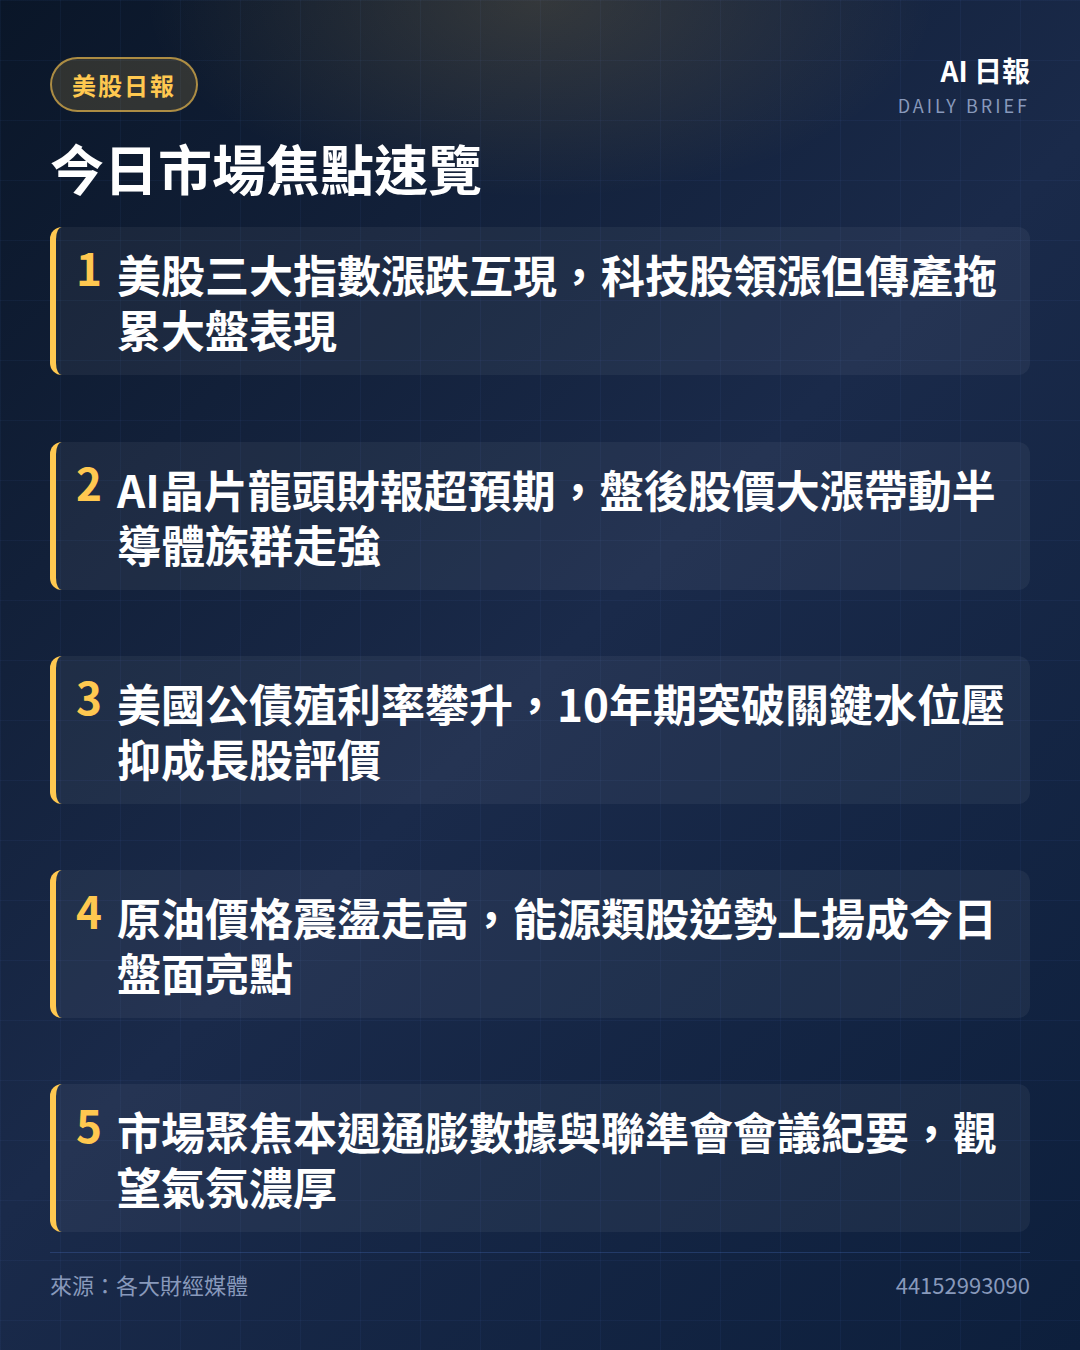 美股日報
AI 日報
DAILY BRIEF
今日市場焦點速覽
1 美股三大指數漲跌互現，科技股領漲但傳產拖
累大盤表現
2 AI晶片龍頭財報超預期，盤後股價大漲帶動半
導體族群走強
3 美國公債殖利率攀升，10年期突破關鍵水位壓
抑成長股評價
4 原油價格震盪走高，能源類股逆勢上揚成今日
盤面亮點
5 市場聚焦本週通膨數據與聯準會會議紀要，觀
望氣氛濃厚
來源：各大財經媒體
44152993090